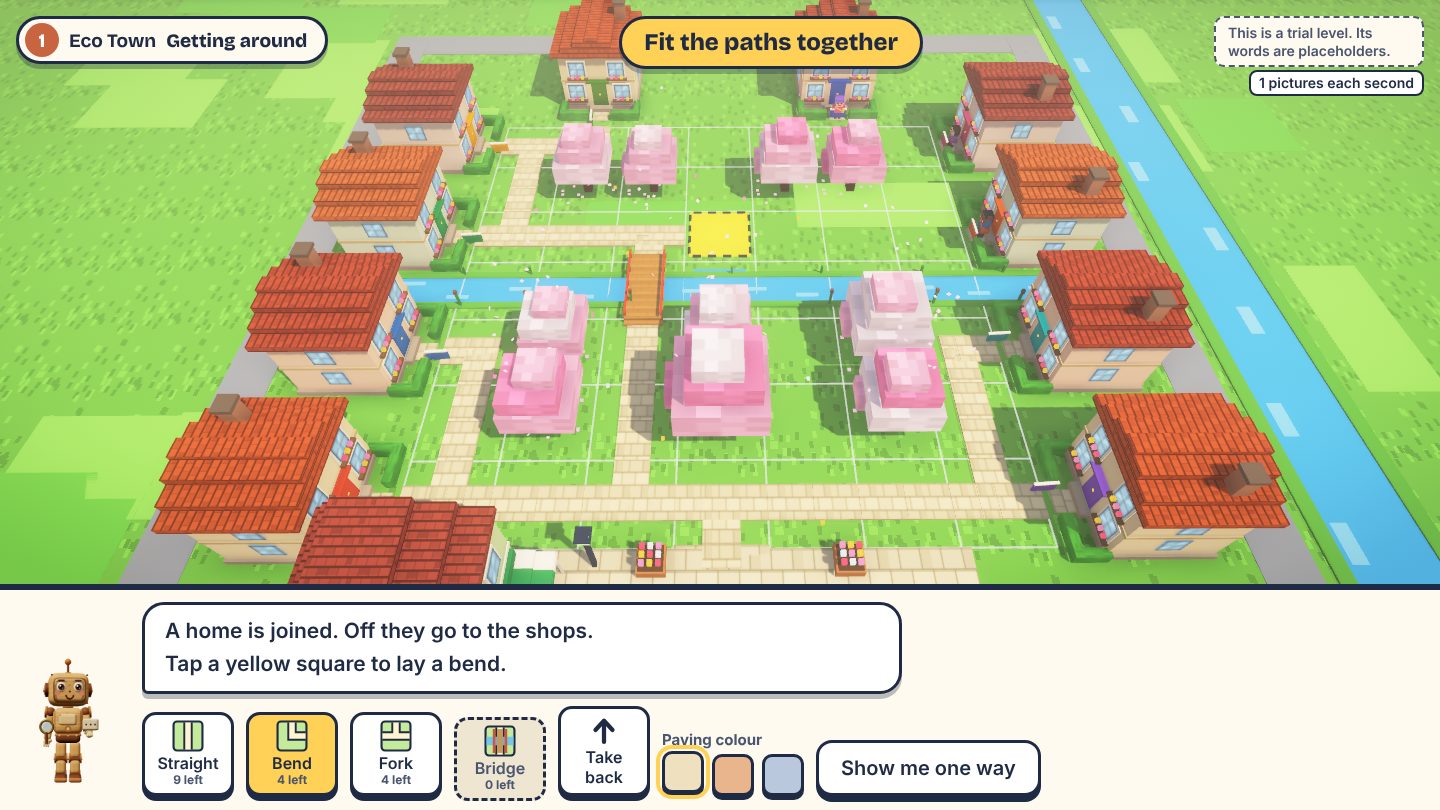 1 Eco Town Getting around
Fit the paths together
This is a trial level. Its
words are placeholders.
1 pictures each second
A home is joined. Off they go to the shops.
Tap a yellow square to lay a bend.
Straight
9 left
Bend
4 left
Fork
4 left
Bridge
0 left
Take
back
Paving colour
Show me one way